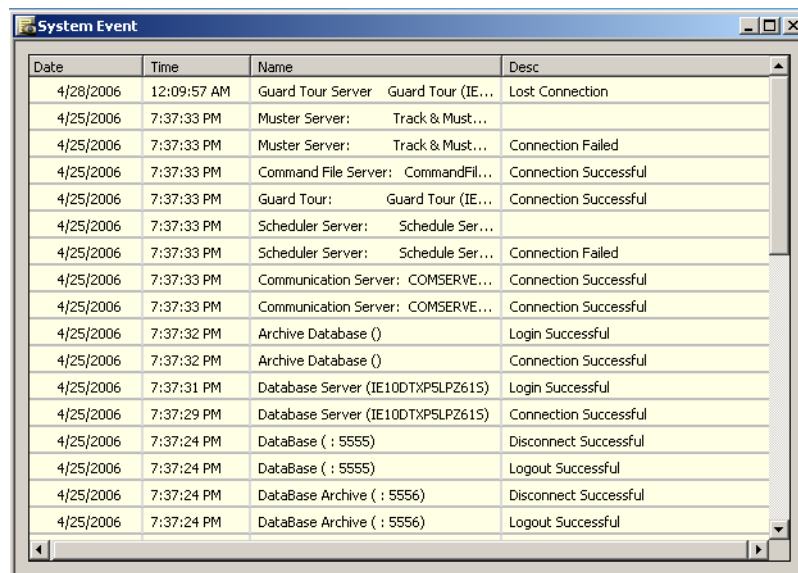 System Event
Date Time Name Desc
4/28/2006 12:09:57 AM Guard Tour Server Guard Tour (IE... Lost Connection
4/25/2006 7:37:33 PM Muster Server: Track & Must...
4/25/2006 7:37:33 PM Muster Server: Track & Must... Connection Failed
4/25/2006 7:37:33 PM Command File Server: CommandFil... Connection Successful
4/25/2006 7:37:33 PM Guard Tour: Guard Tour (IE... Connection Successful
4/25/2006 7:37:33 PM Scheduler Server: Schedule Ser...
4/25/2006 7:37:33 PM Scheduler Server: Schedule Ser... Connection Failed
4/25/2006 7:37:33 PM Communication Server: COMSERVE... Connection Successful
4/25/2006 7:37:33 PM Communication Server: COMSERVE... Connection Successful
4/25/2006 7:37:32 PM Archive Database () Login Successful
4/25/2006 7:37:32 PM Archive Database () Connection Successful
4/25/2006 7:37:31 PM Database Server (IE10DTXP5LPZ61S) Login Successful
4/25/2006 7:37:29 PM Database Server (IE10DTXP5LPZ61S) Connection Successful
4/25/2006 7:37:24 PM DataBase ( : 5555) Disconnect Successful
4/25/2006 7:37:24 PM DataBase ( : 5555) Logout Successful
4/25/2006 7:37:24 PM DataBase Archive ( : 5556) Disconnect Successful
4/25/2006 7:37:24 PM DataBase Archive ( : 5556) Logout Successful